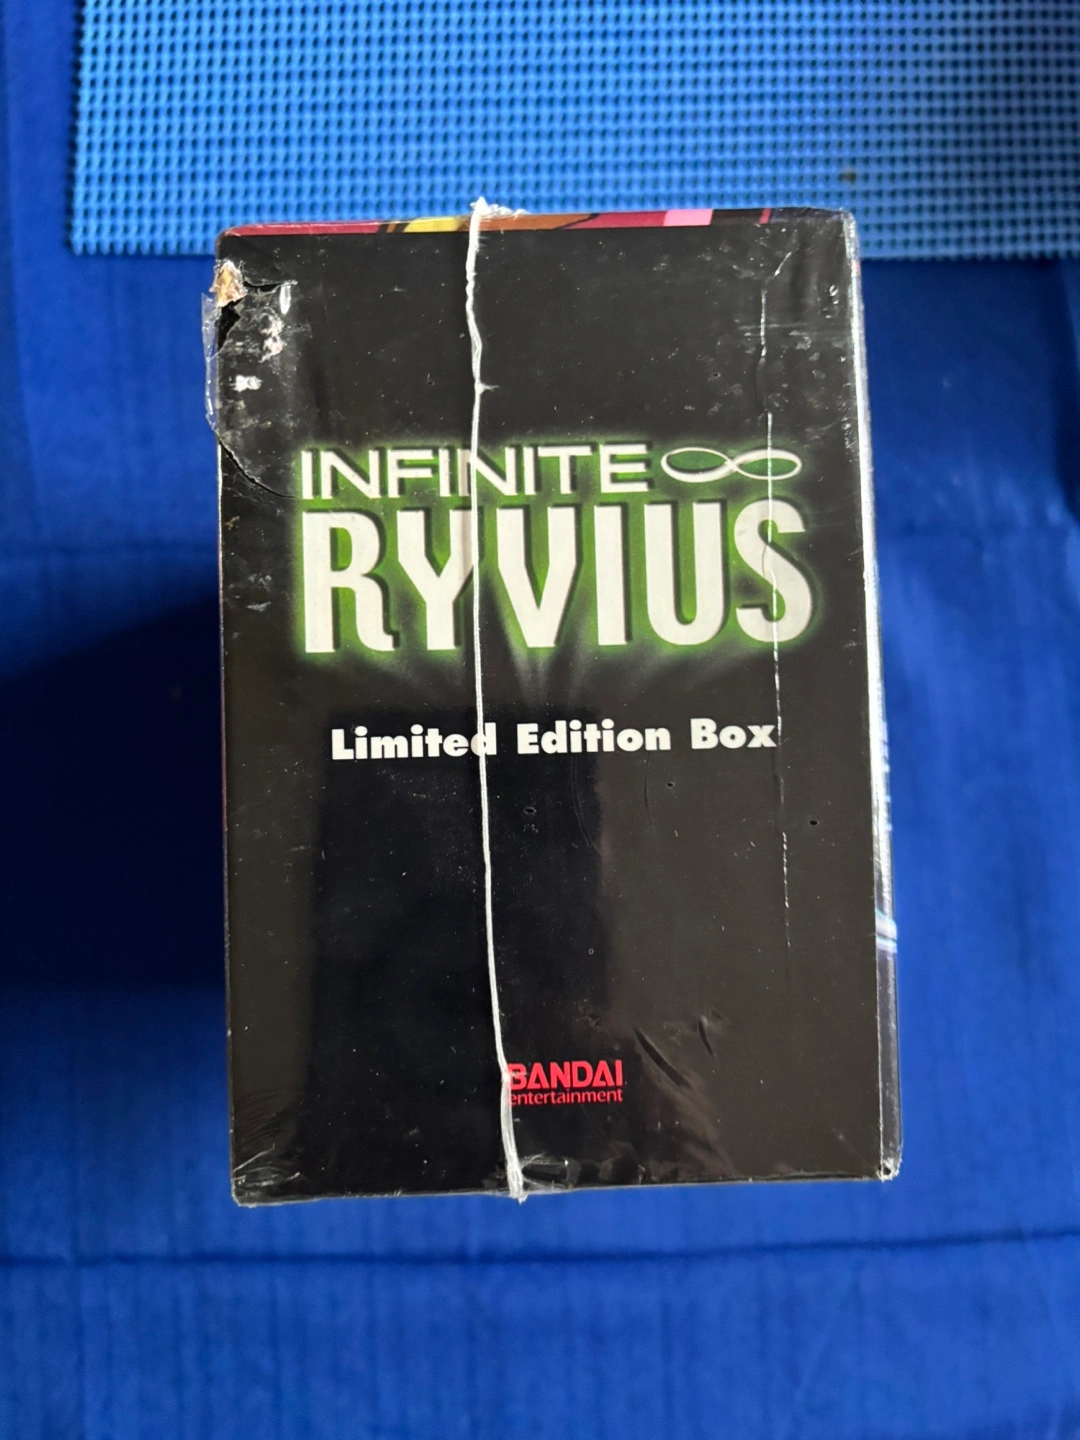 INFINITE ∞
RYVIUS
Limited Edition Box
BANDAI
entertainment